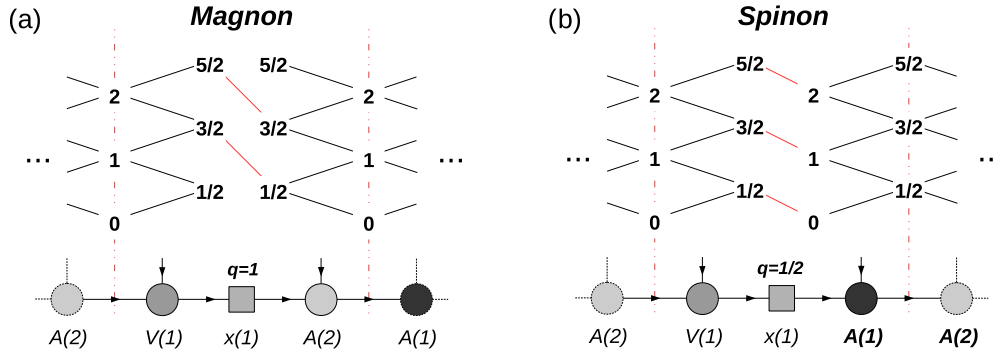 (a) Magnon
5/2 5/2
2 2
3/2 3/2
... 1 1 ...
1/2 1/2
0 0
q=1
A(2) V(1) x(1) A(2) A(1)
(b) Spinon
5/2 5/2
2 2
3/2 3/2
... 1 1 ..
1/2 1/2
0 0
q=1/2
A(2) V(1) x(1) A(1) A(2)